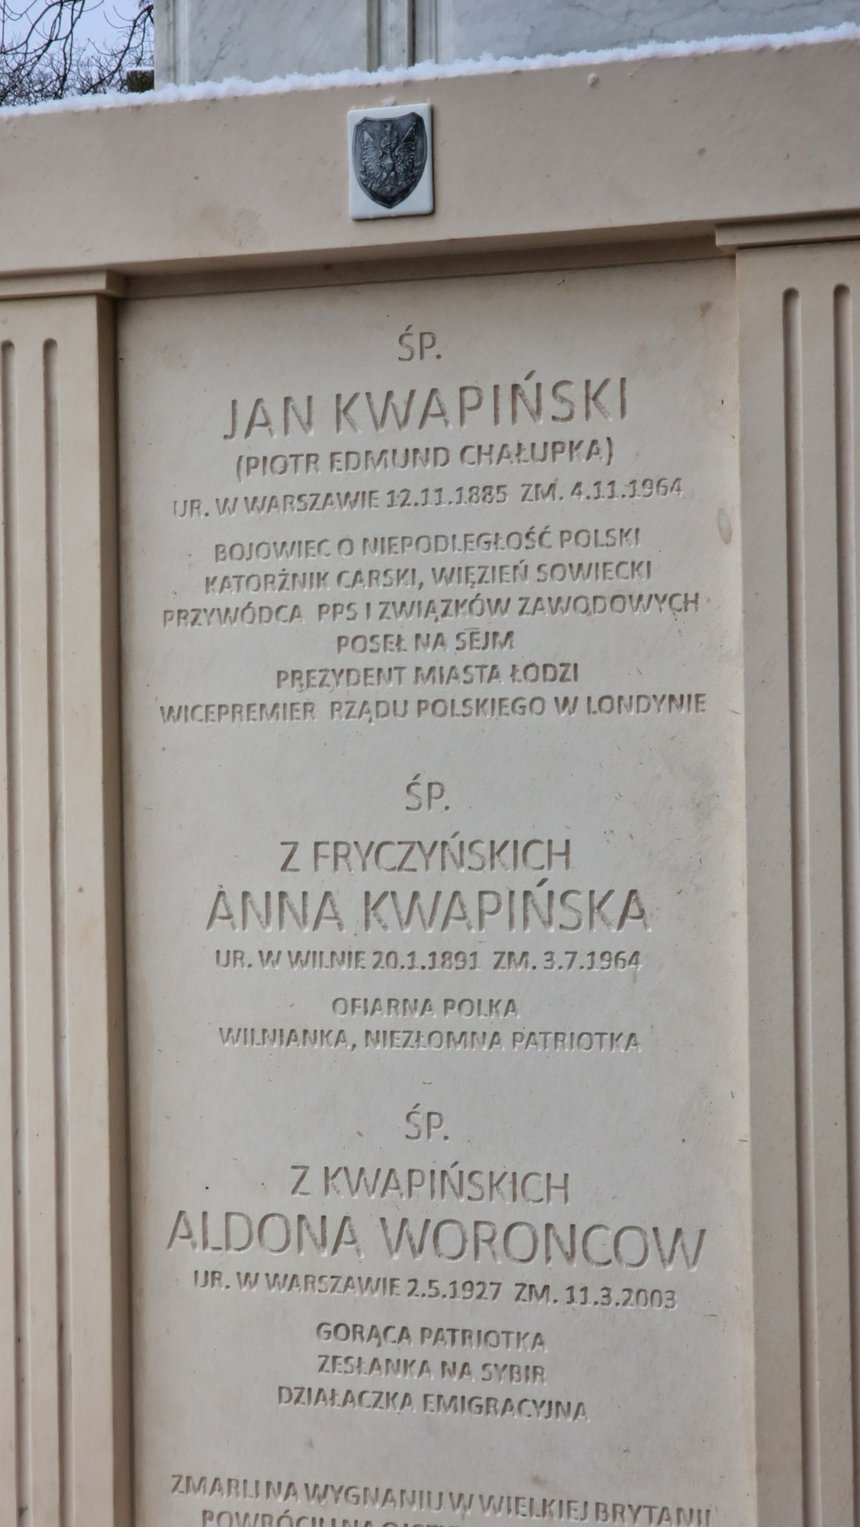 ŚP.
JAN KWAPIŃSKI
(PIOTR EDMUND CHAŁUPKA)
UR. W WARSZAWIE 12.11.1885 ZM. 4.11.1964
BOJOWIEC O NIEPODLEGŁOŚĆ POLSKI
KATORŻNIK CARSKI, WIĘZIEŃ SOWIECKI
PRZYWÓDCA PPS I ZWIĄZKÓW ZAWODOWYCH
POSEŁ NA SEJM
PREZYDENT MIASTA ŁODZI
WICEPREMIER RZĄDU POLSKIEGO W LONDYNIE
ŚP.
Z FRYCZYŃSKICH
ANNA KWAPIŃSKA
UR. W WILNIE 20.1.1891 ZM. 3.7.1964
OFIARNA POLKA
WILNIANKA, NIEZŁOMNA PATRIOTKA
ŚP.
Z KWAPIŃSKICH
ALDONA WORONCOW
UR. W WARSZAWIE 2.5.1927 ZM. 11.3.2003
GORĄCA PATRIOTKA
ZESŁANKA NA SYBIR
DZIAŁACZKA EMIGRACYJNA
ZMARLI NA WYGNANIU W WIELKIEJ BRYTANII
POWRÓCILI NA